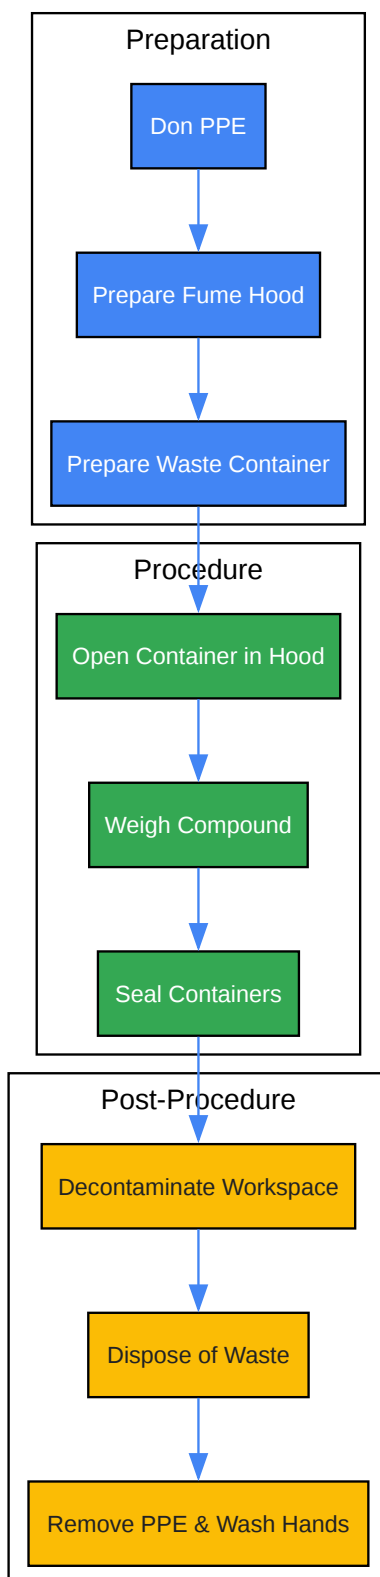 Preparation
Don PPE
Prepare Fume Hood
Prepare Waste Container
Procedure
Open Container in Hood
Weigh Compound
Seal Containers
Post-Procedure
Decontaminate Workspace
Dispose of Waste
Remove PPE & Wash Hands